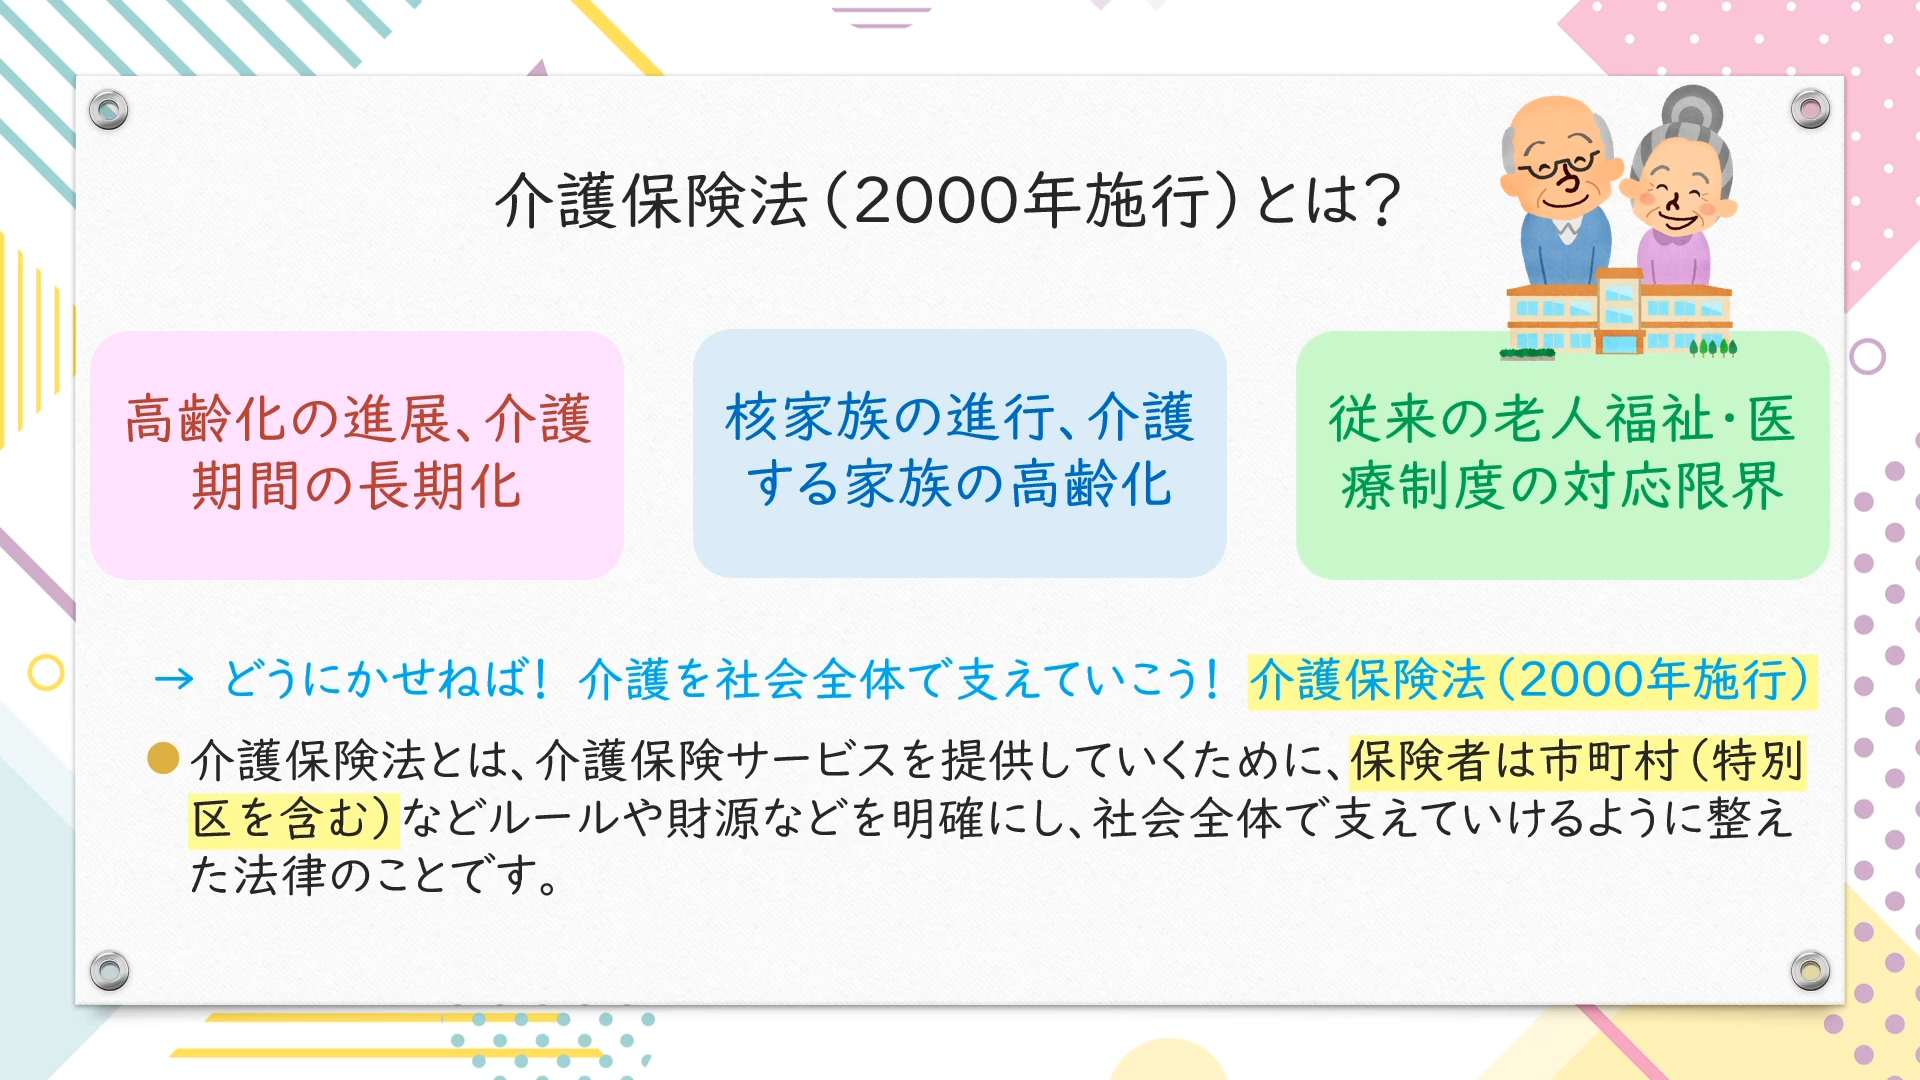 介護保険法（2000年施行）とは？
高齢化の進展、介護
期間の長期化
核家族の進行、介護
する家族の高齢化
従来の老人福祉・医
療制度の対応限界
→ どうにかせねば！ 介護を社会全体で支えていこう！ 介護保険法（2000年施行）
介護保険法とは、介護保険サービスを提供していくために、保険者は市町村（特別
区を含む）などルールや財源などを明確にし、社会全体で支えていけるように整え
た法律のことです。